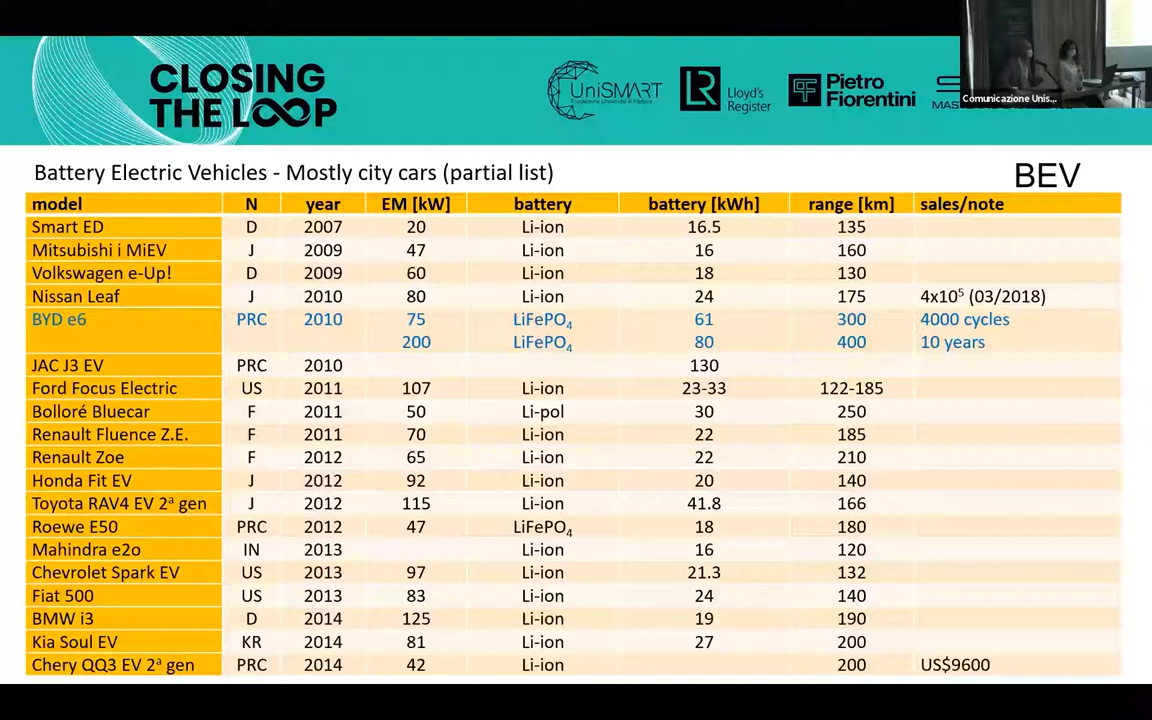 CLOSING
THE LOOP
UniSMART
Fondazione Università di Padova
LR
Lloyd's
Register
Pietro
Fiorentini
Comunicazione Unis...
Battery Electric Vehicles - Mostly city cars (partial list)
BEV
model N year EM [kW] battery battery [kWh] range [km] sales/note
Smart ED D 2007 20 Li-ion 16.5 135
Mitsubishi i MiEV J 2009 47 Li-ion 16 160
Volkswagen e-Up! D 2009 60 Li-ion 18 130
Nissan Leaf J 2010 80 Li-ion 24 175 4x10⁵ (03/2018)
BYD e6 PRC 2010 75 LiFePO₄ 61 300 4000 cycles
200 LiFePO₄ 80 400 10 years
JAC J3 EV PRC 2010 130
Ford Focus Electric US 2011 107 Li-ion 23-33 122-185
Bolloré Bluecar F 2011 50 Li-pol 30 250
Renault Fluence Z.E. F 2011 70 Li-ion 22 185
Renault Zoe F 2012 65 Li-ion 22 210
Honda Fit EV J 2012 92 Li-ion 20 140
Toyota RAV4 EV 2ᵃ gen J 2012 115 Li-ion 41.8 166
Roewe E50 PRC 2012 47 LiFePO₄ 18 180
Mahindra e2o IN 2013 Li-ion 16 120
Chevrolet Spark EV US 2013 97 Li-ion 21.3 132
Fiat 500 US 2013 83 Li-ion 24 140
BMW i3 D 2014 125 Li-ion 19 190
Kia Soul EV KR 2014 81 Li-ion 27 200
Chery QQ3 EV 2ᵃ gen PRC 2014 42 Li-ion 200 US$9600